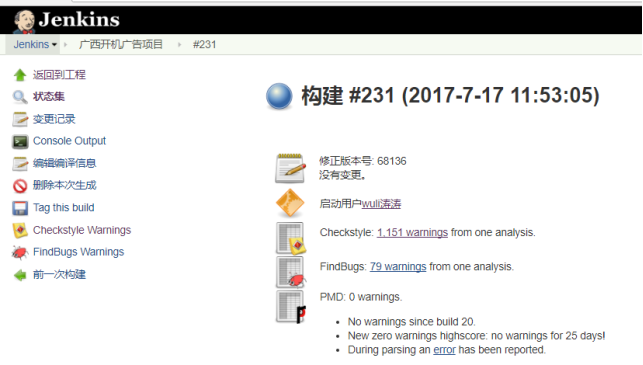 Jenkins
Jenkins 广西开机广告项目 #231
返回到工程
状态集
变更记录
Console Output
编辑编译信息
删除本次生成
Tag this build
Checkstyle Warnings
FindBugs Warnings
前一次构建
构建 #231 (2017-7-17 11:53:05)
修正版本号: 68136
没有变更。
启动用户wuli涛涛
Checkstyle: 1,151 warnings from one analysis.
FindBugs: 79 warnings from one analysis.
PMD: 0 warnings.
• No warnings since build 20.
• New zero warnings highscore: no warnings for 25 days!
• During parsing an error has been reported.